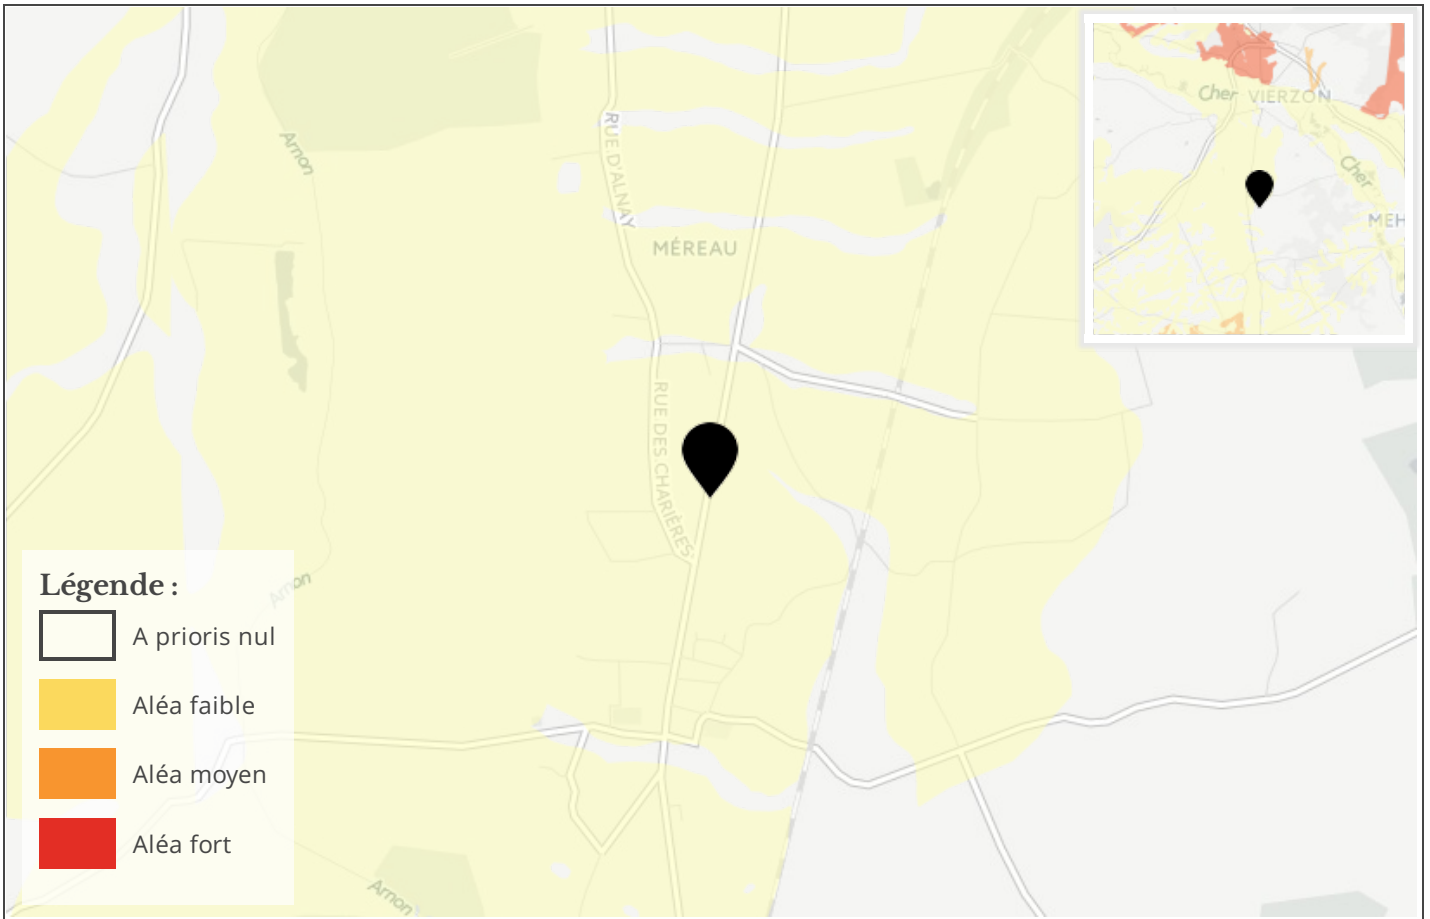 Arnon
RUE D'ALNAY
MÉREAU
RUE DES CHARIÈRES
Arnon
Arnon
Cher
VIERZON
Cher
MEH
Légende :
A prioris nul
Aléa faible
Aléa moyen
Aléa fort